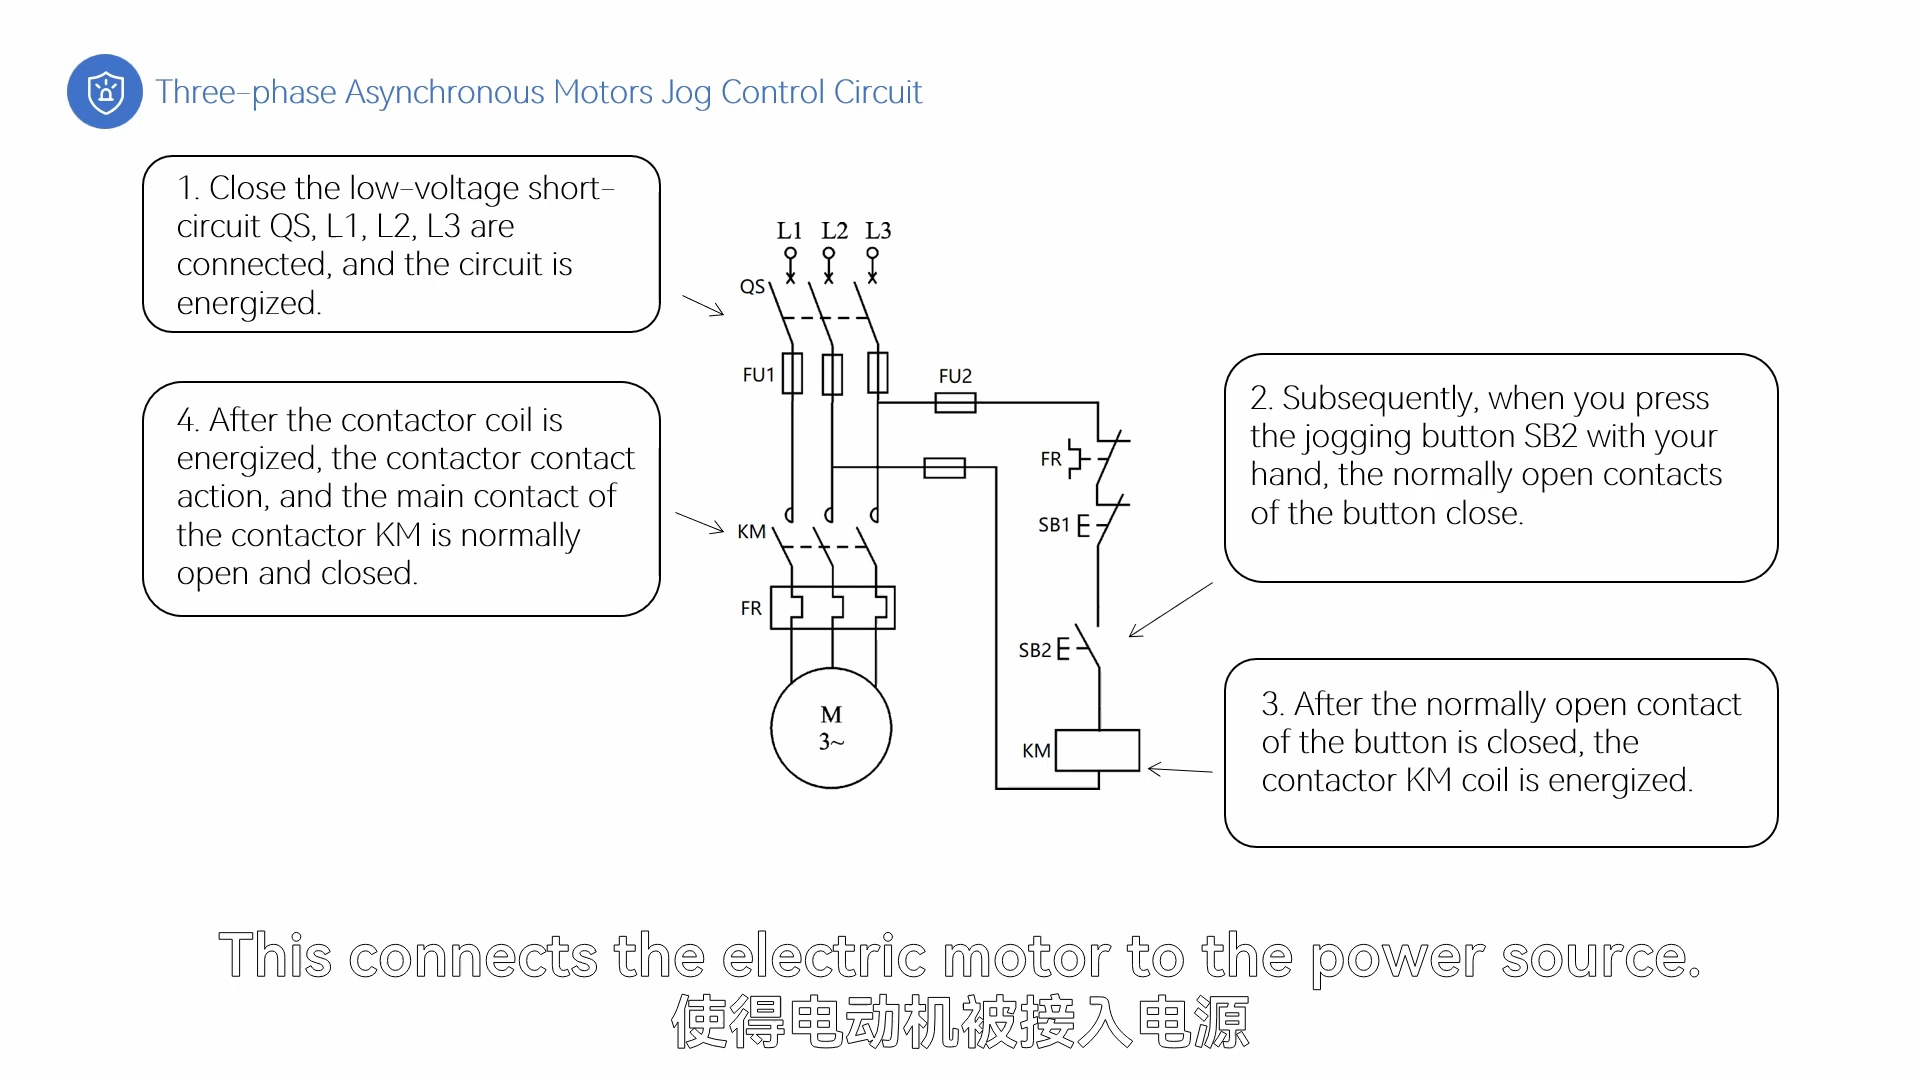 Three-phase Asynchronous Motors Jog Control Circuit
1. Close the low-voltage short-
circuit QS, L1, L2, L3 are
connected, and the circuit is
energized.
4. After the contactor coil is
energized, the contactor contact
action, and the main contact of
the contactor KM is normally
open and closed.
L1 L2 L3
QS
FU1
FU2
FR
SB1
KM
FR
SB2
M
3~
KM
2. Subsequently, when you press
the jogging button SB2 with your
hand, the normally open contacts
of the button close.
3. After the normally open contact
of the button is closed, the
contactor KM coil is energized.
This connects the electric motor to the power source.
使得电动机被接入电源